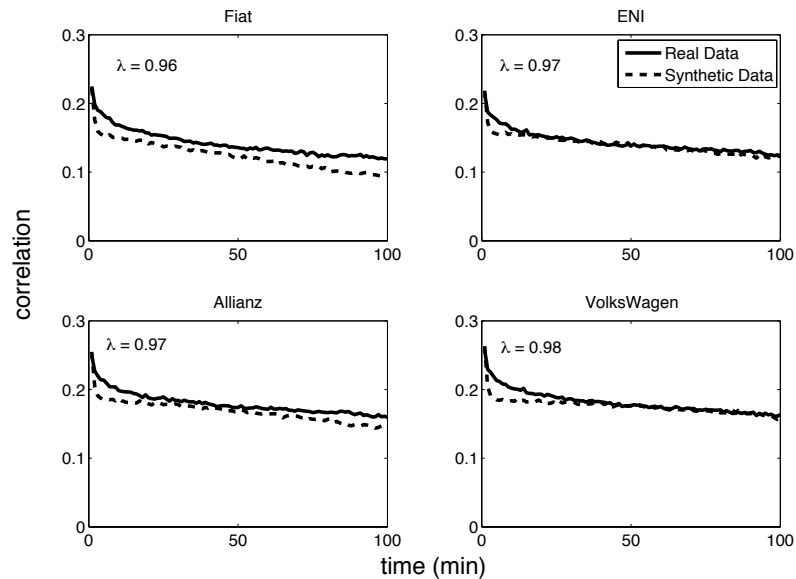 Fiat
0.3
λ = 0.96
0.2
0.1
0
0
50
100
ENI
0.3
λ = 0.97
Real Data
Synthetic Data
0.2
0.1
0
0
50
100
correlation
Allianz
0.3
λ = 0.97
0.2
0.1
0
0
50
100
VolksWagen
0.3
λ = 0.98
0.2
0.1
0
0
50
100
time (min)